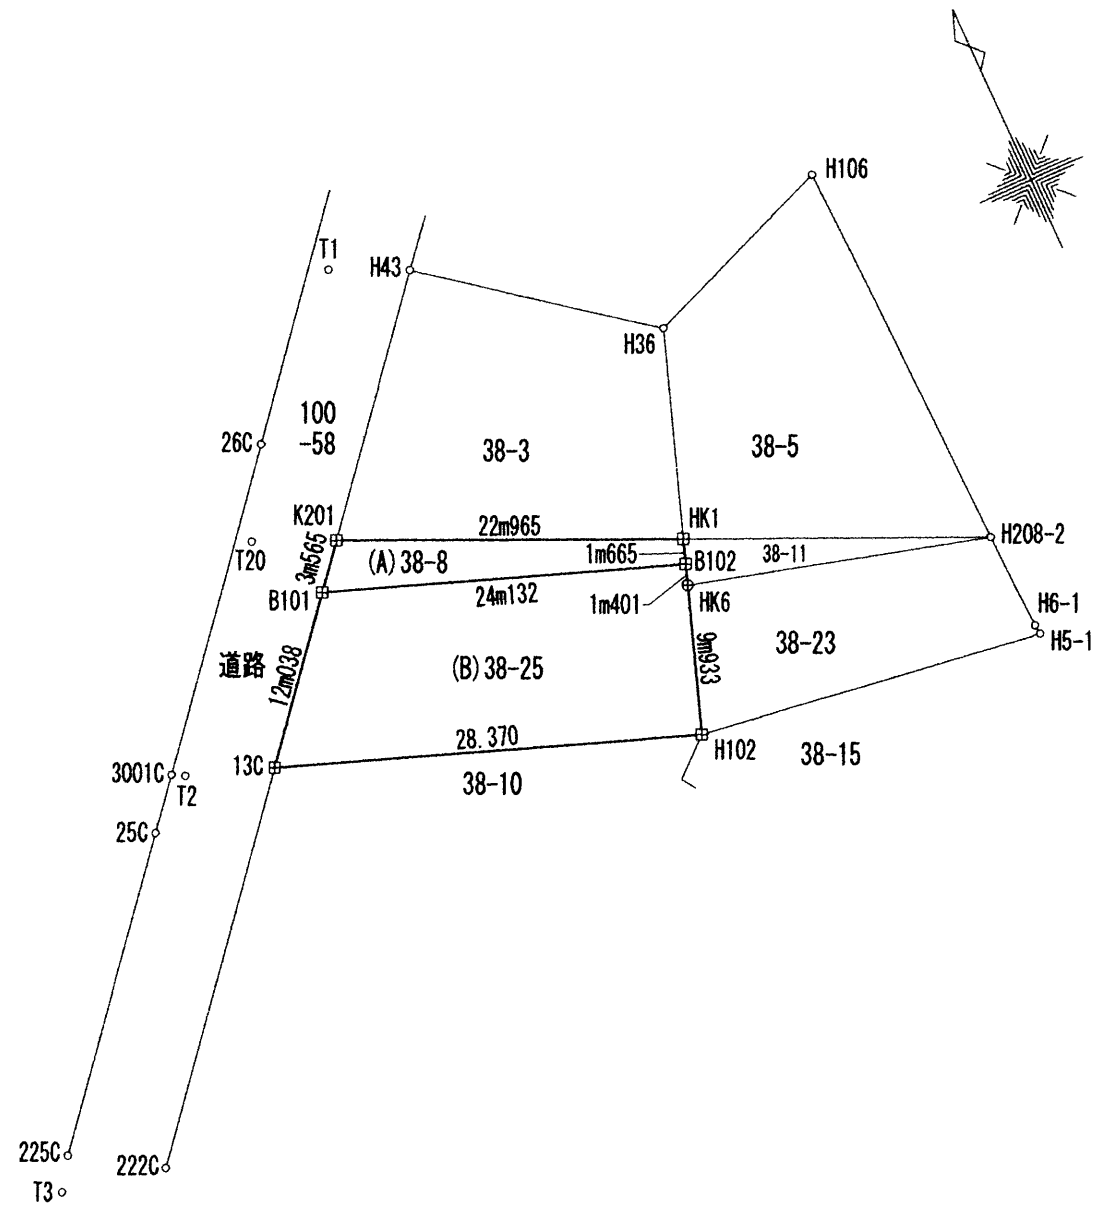 H106
T1
H43
H36
100
-58
26C
38-3
38-5
K201
22m965
HK1
H208-2
T20
3m565
(A)38-8
1m665
B102
38-11
B101
24m132
1m401
HK6
H6-1
H5-1
道路
12m038
(B)38-25
9m933
38-23
28.370
H102
13C
38-10
38-15
3001C
T2
25C
225C
222C
T3